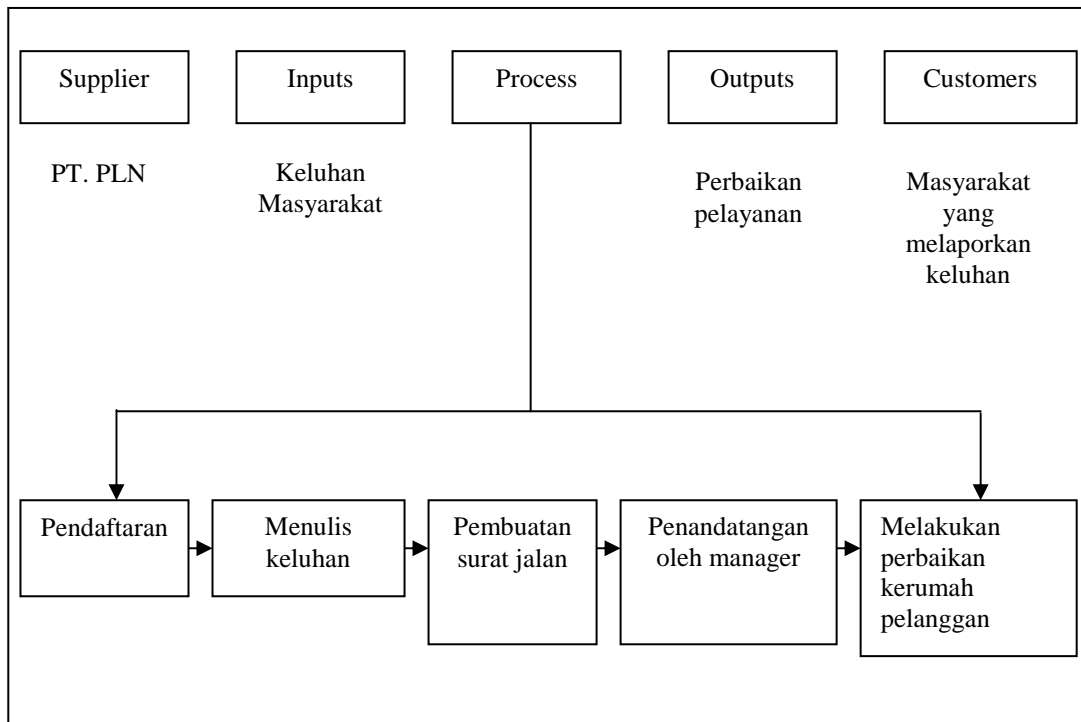 Supplier
Inputs
Process
Outputs
Customers
PT. PLN
Keluhan
Masyarakat
Perbaikan
pelayanan
Masyarakat
yang
melaporkan
keluhan
Pendaftaran
Menulis
keluhan
Pembuatan
surat jalan
Penandatangan
oleh manager
Melakukan
perbaikan
kerumah
pelanggan